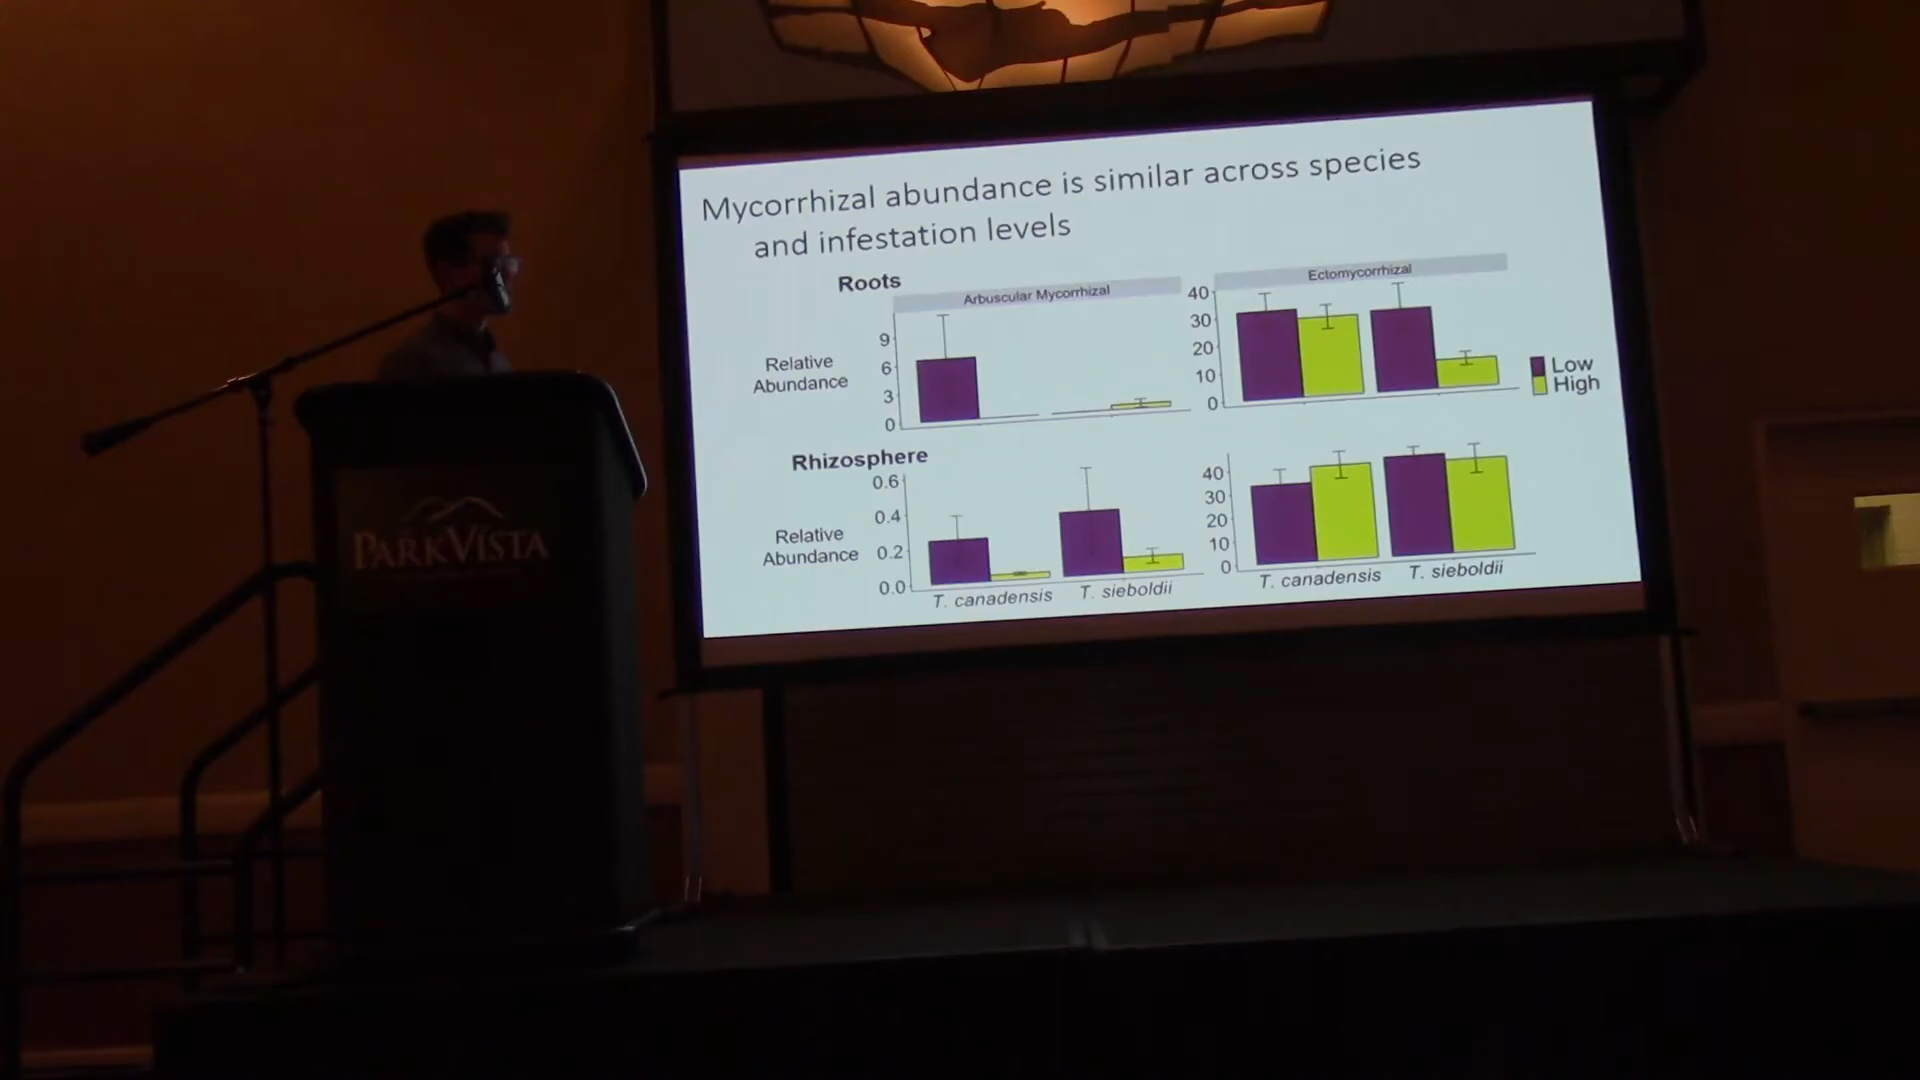 Mycorrhizal abundance is similar across species
and infestation levels
Roots
Arbuscular Mycorrhizal
Ectomycorrhizal
Relative
Abundance
9
6
3
0
40
30
20
10
0
Low
High
Rhizosphere
Relative
Abundance
0.6
0.4
0.2
0.0
40
30
20
10
0
T. canadensis
T. sieboldii
T. canadensis
T. sieboldii
PARKVISTA